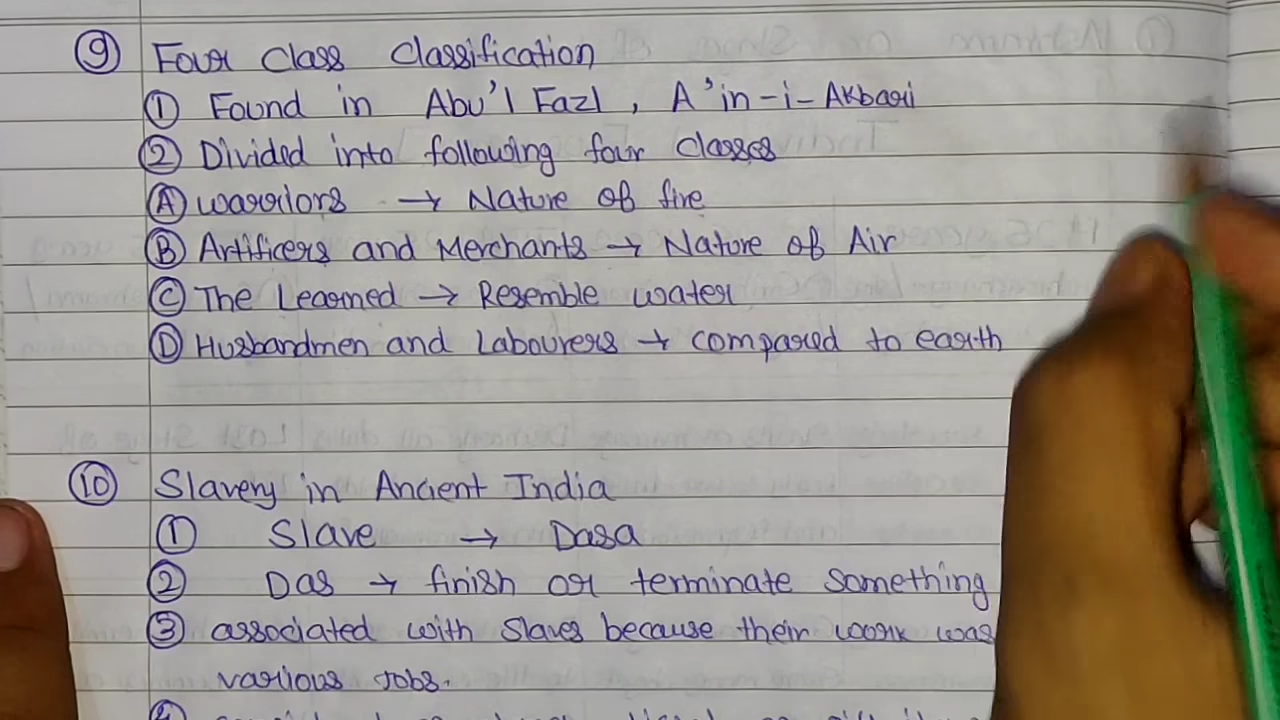 ⑨ Four Class Classification
① Found in Abu'l Fazl, A'in-i-Akbari
② Divided into following four classes
Ⓐ warriors → Nature of fire
Ⓑ Artificers and Merchants → Nature of Air
Ⓒ The Learned → Resemble water
Ⓓ Husbandmen and Labourers → compared to earth
⑩ Slavery in Ancient India
① Slave → Dasa
② Das → finish or terminate something
③ associated with slaves because their work was
various jobs.
④